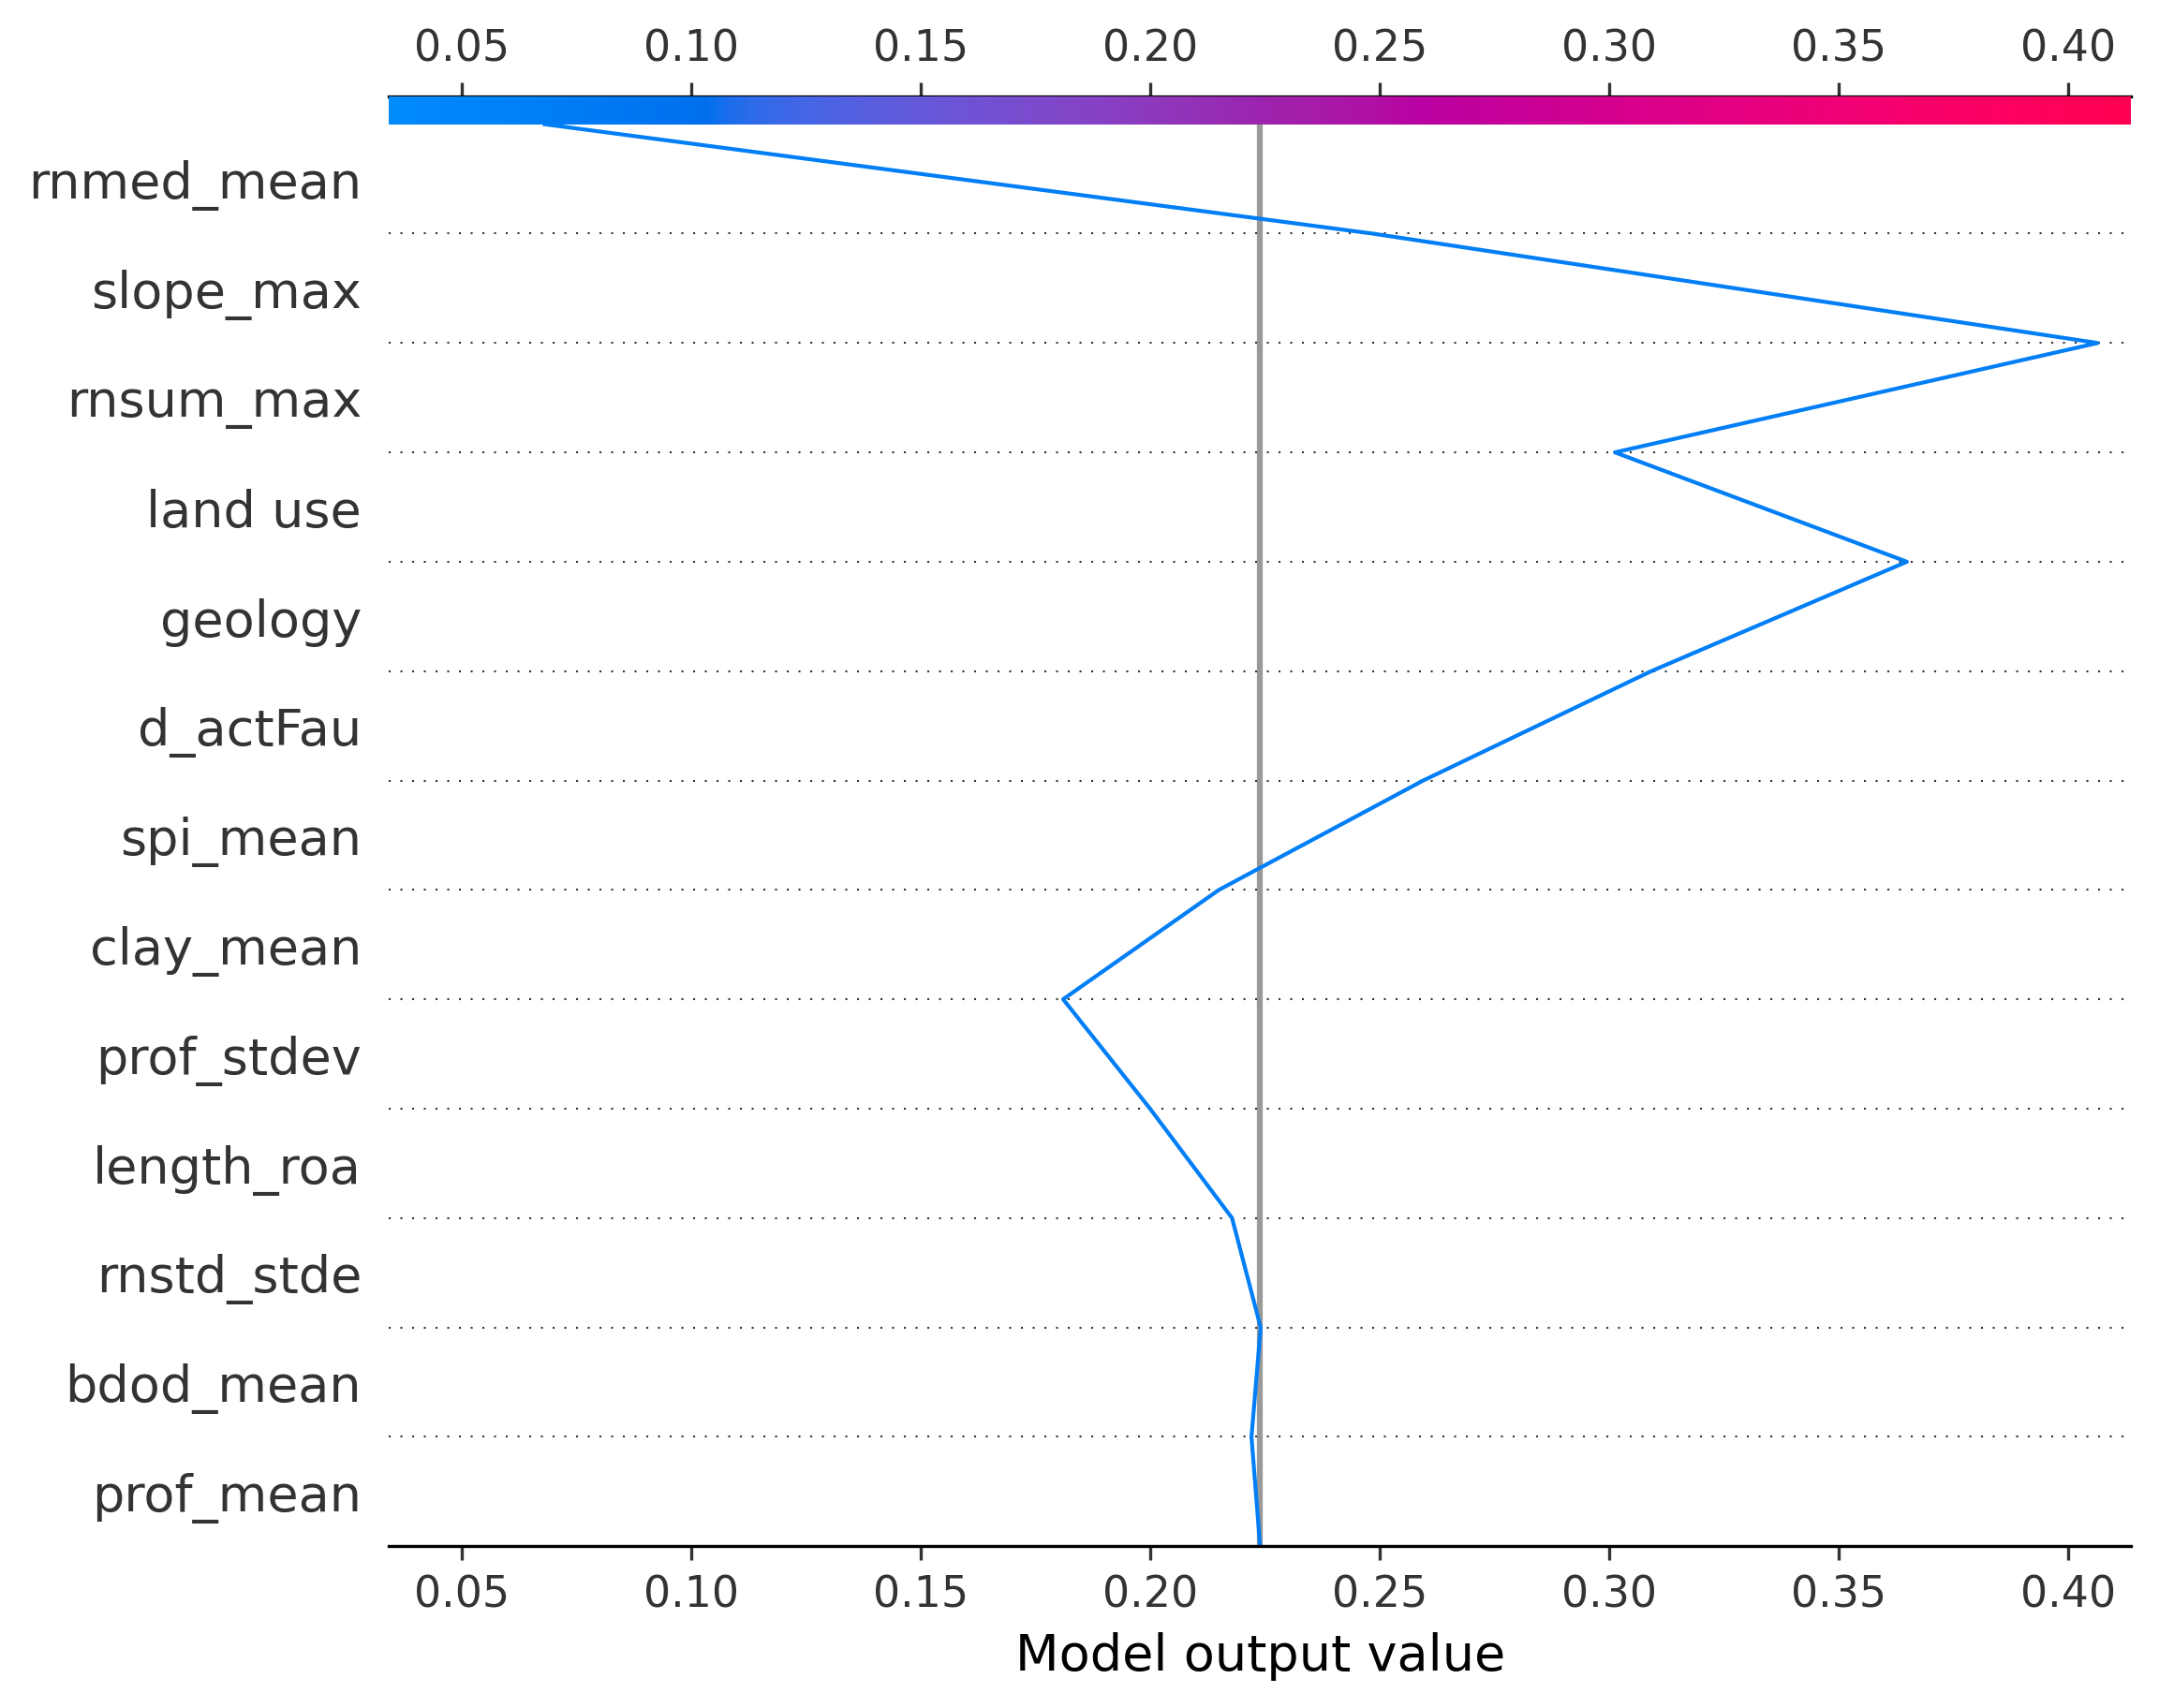 0.05 0.10 0.15 0.20 0.25 0.30 0.35 0.40
rnmed_mean
slope_max
rnsum_max
land use
geology
d_actFau
spi_mean
clay_mean
prof_stdev
length_roa
rnstd_stde
bdod_mean
prof_mean
0.05 0.10 0.15 0.20 0.25 0.30 0.35 0.40
Model output value